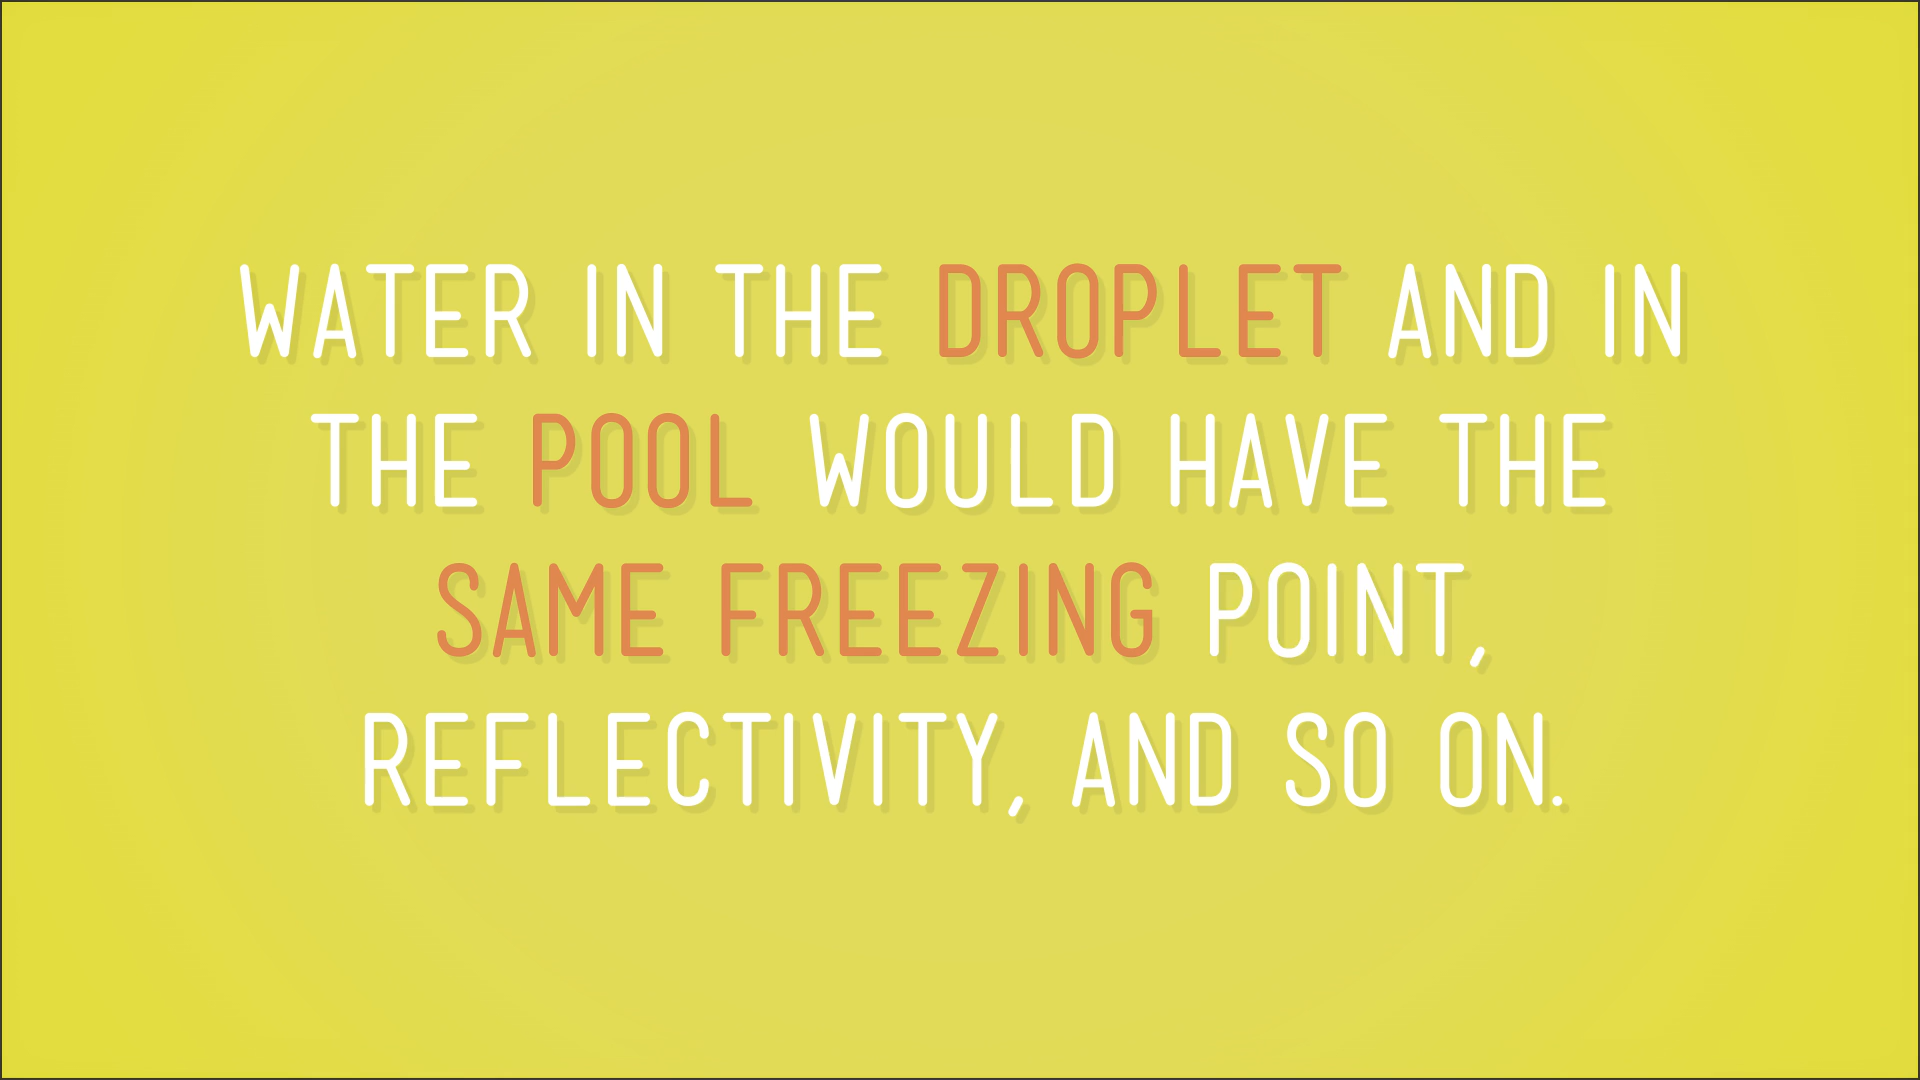 WATER IN THE DROPLET AND IN
THE POOL WOULD HAVE THE
SAME FREEZING POINT,
REFLECTIVITY, AND SO ON.